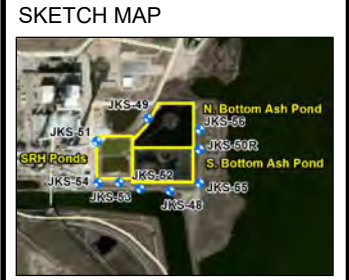 SKETCH MAP
JKS-49
N. Bottom Ash Pond
JKS-56
JKS-51
JKS-50R
SRH Ponds
S. Bottom Ash Pond
JKS-52
JKS-54
JKS-55
JKS-53
JKS-48